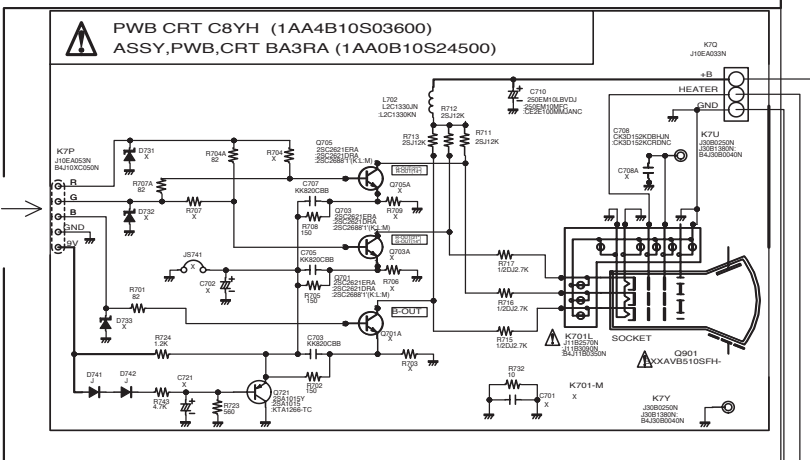 PWB CRT C8YH (1AA4B10S03600)
ASSY,PWB,CRT BA3RA (1AA0B10S24500)
K7Q
J10EA033N
+B
HEATER
GND
C710
250EM10LBVDJ
:250EM10MFC
:CE2E100MMJANC
L702
L2C1330JN
:L2C1330KN
R712
2SJ12K
R713
2SJ12K
R711
2SJ12K
C708
CK3D152KDBHJN
:CK3D152KCRDNC
K7U
J30B0250N
J30B1380N:
B4J30B0040N
C708A
X
K7P
J10EA053N
B4J10XC050N
R
G
B
GND
9V
D731
X
R704A
82
R704
X
Q705
2SC2621ERA
:2SC2621DRA
:2SC2688'1'(K:L:M)
R707A
82
D732
X
R707
X
C707
KK820CBB
Q705A
X
R708
150
R709
X
Q703
2SC2621ERA
:2SC2621DRA
:2SC2688'1'(K:L:M)
Q703A
X
JS741
X
C702
X
C705
KK820CBB
R705
150
R706
X
Q701
2SC2621ERA
:2SC2621DRA
:2SC2688'1'(K:L:M)
B-OUT
Q701A
X
R701
82
D733
X
R724
1.2K
C703
KK820CBB
R702
150
R703
X
D741
J
D742
J
R743
4.7K
C721
X
R723
560
Q721
2SA1015Y
:2SA1015
:KTA1266-TC
R717
1/2DJ2.7K
R716
1/2DJ2.7K
R715
1/2DJ2.7K
K701L
J11B2570N
:J11B3090N
:B4J11B0350N
SOCKET
Q901
BXXAVB510SFH-
R732
10
C701
X
K701-M
X
K7Y
J30B0250N
J30B1380N:
B4J30B0040N